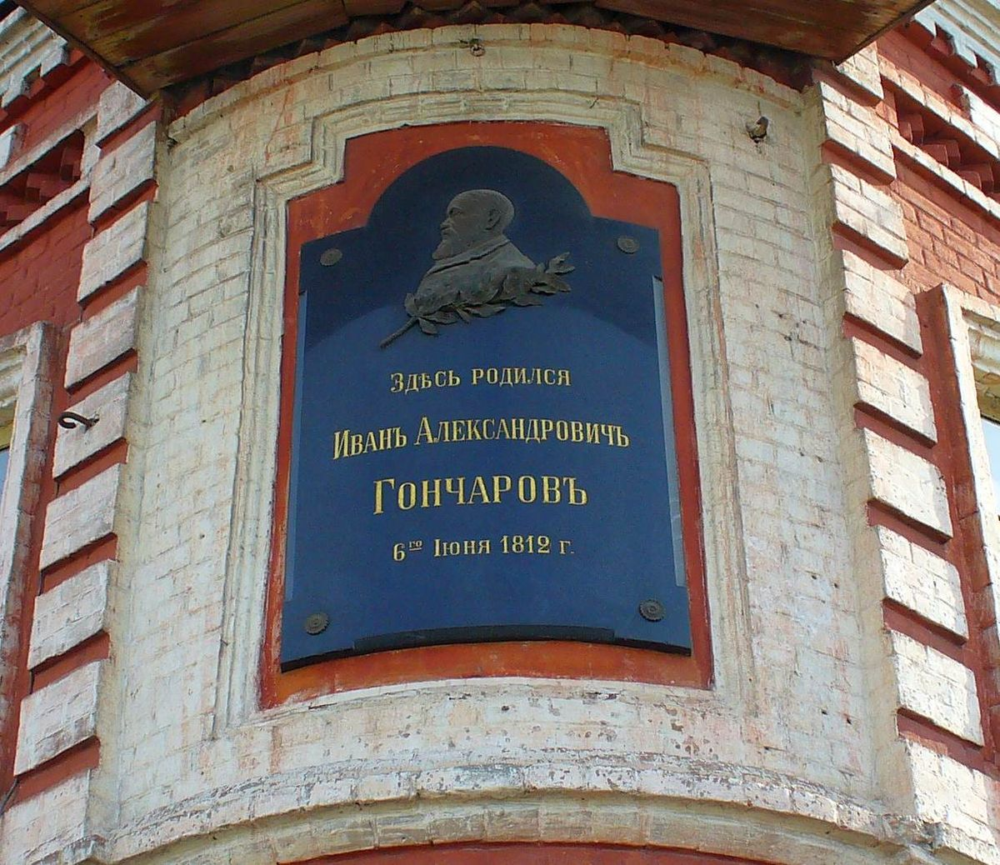 Здѣсь родился
Иванъ Александровичъ
Гончаровъ
6го Іюня 1812 г.